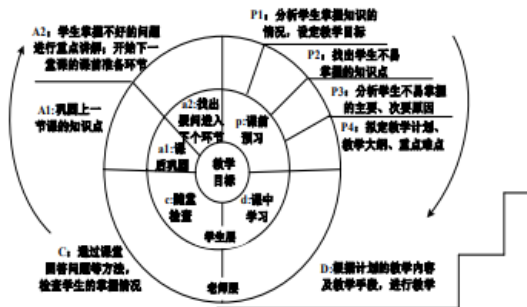 A2：学生掌握不好的问题
进行重点讲解；开始下一
堂课的课前准备环节
P1：分析学生掌握知识的
情况，设定教学目标
P2：找出学生不易
掌握的知识点
P3：分析学生不易掌握
的主要、次要原因
P4：拟定教学计划、
教学大纲、重点难点
A1:巩固上一
节课的知识点
a2:找出
疑问进入
下个环节
p:课前
预习
a1:课
后巩固
教学
目标
c:随堂
检查
d:课中
学习
学生层
老师层
C：通过课堂
回答问题等方法，
检查学生的掌握情况
D:根据计划的教学内容
及教学手段，进行教学